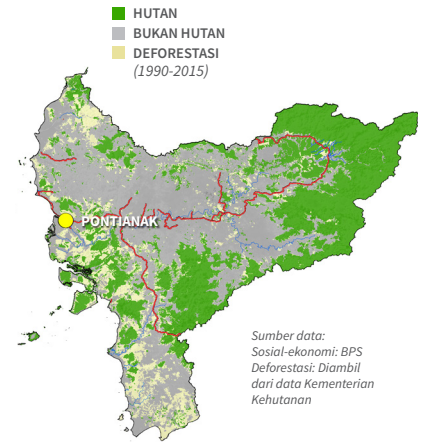 HUTAN
BUKAN HUTAN
DEFORESTASI
(1990-2015)
PONTIANAK
Sumber data:
Sosial-ekonomi: BPS
Deforestasi: Diambil
dari data Kementerian
Kehutanan